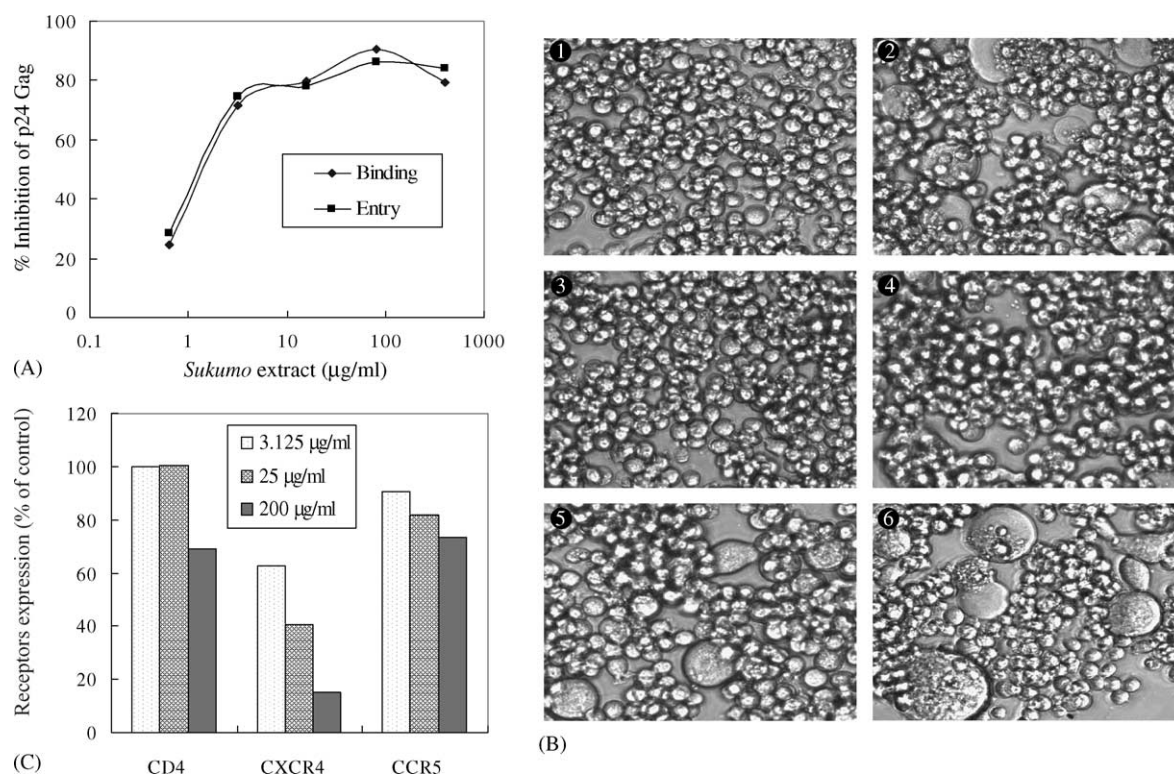 100
80
60
40
20
0
% Inhibition of p24 Gag
Binding
Entry
0.1 1 10 100 1000
(A) Sukumo extract (µg/ml)
120
100
80
60
40
20
0
Receptors expression (% of control)
3.125 µg/ml
25 µg/ml
200 µg/ml
(C) CD4 CXCR4 CCR5
B)
1
2
3
4
5
6
(B)